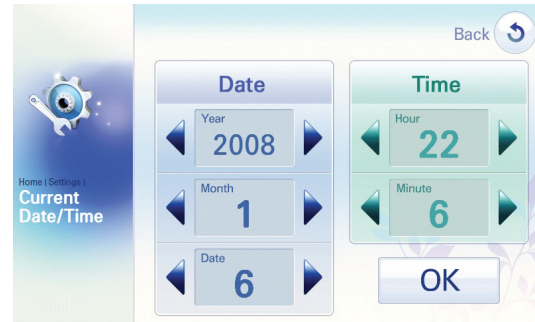 Back
Home | Settings |
Current
Date/Time
Date
Year
2008
Month
1
Date
6
Time
Hour
22
Minute
6
OK